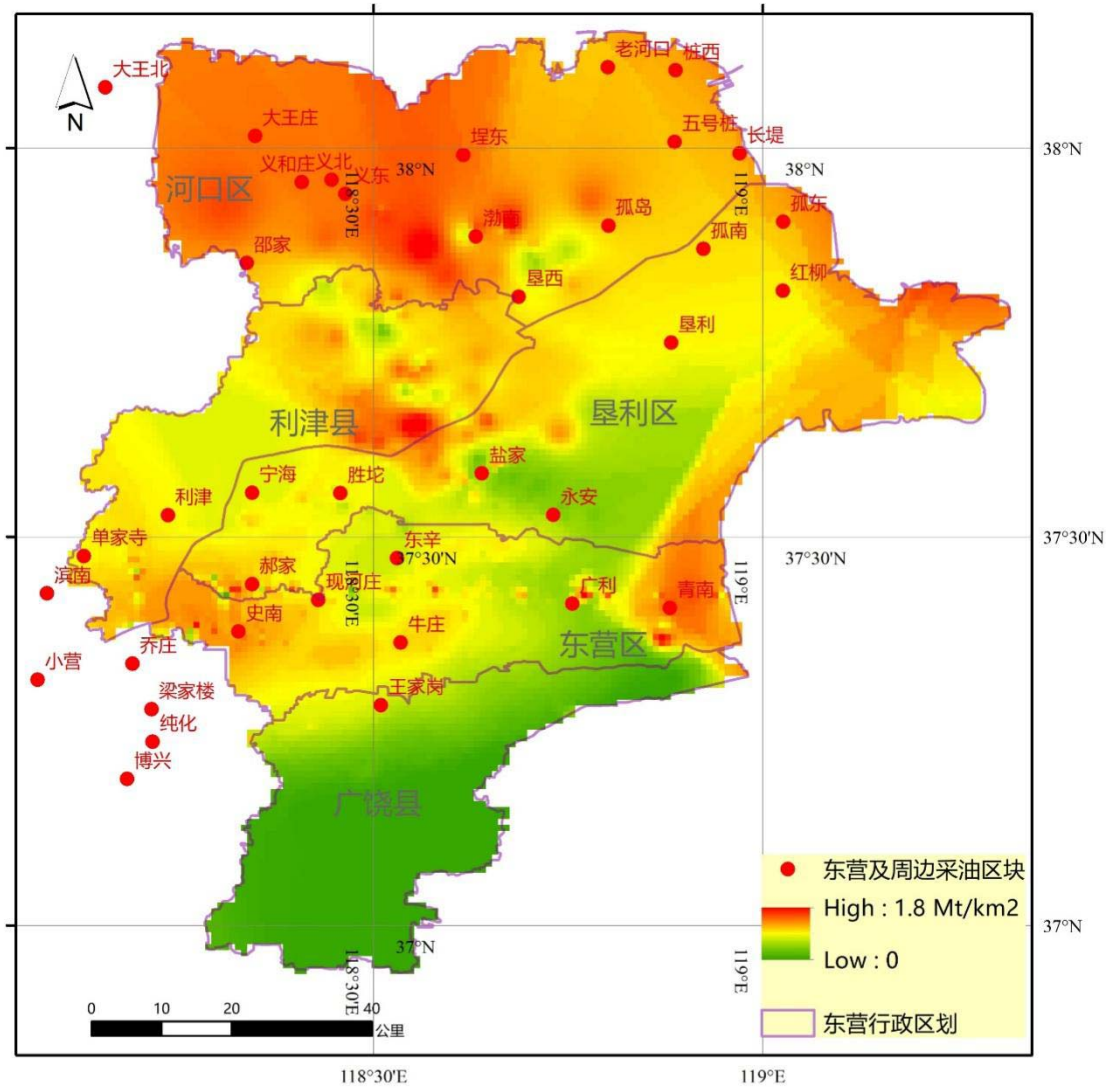 老河口
桩西
大王北
N
大王庄
五号桩
长堤
埕东
38°N
38°N
38°N
义和庄
义北
义东
河口区
118°30'E
119°E
渤南
孤岛
孤东
孤南
邵家
红柳
垦西
垦利
利津县
垦利区
盐家
宁海
胜坨
利津
永安
单家寺
东辛
37°30'N
37°30'N
37°30'N
滨南
郝家
现河庄
118°30'E
119°E
广利
青南
史南
牛庄
东营区
乔庄
小营
王家岗
梁家楼
纯化
博兴
广饶县
东营及周边采油区块
High : 1.8 Mt/km2
Low : 0
37°N
37°N
118°30'E
119°E
0 10 20 40
公里
东营行政区划
118°30'E
119°E